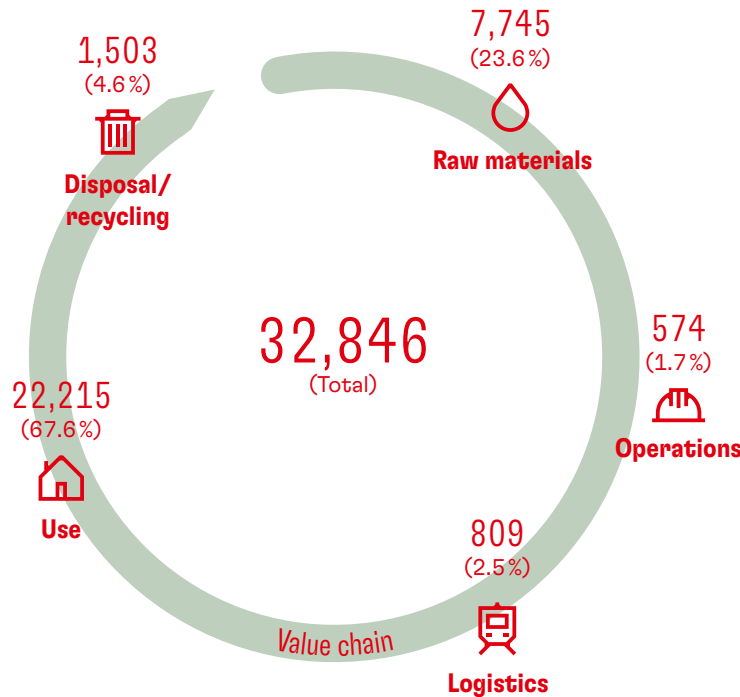 7,745
(23.6%)
Raw materials
574
(1.7%)
Operations
809
(2.5%)
Logistics
22,215
(67.6%)
Use
1,503
(4.6%)
Disposal/
recycling
32,846
(Total)
Value chain